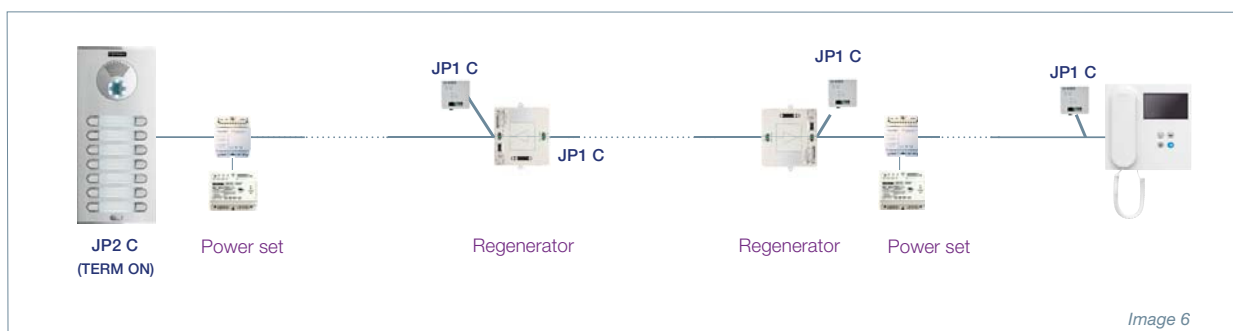 JP1 C
JP1 C
JP1 C
JP1 C
JP2 C
(TERM ON)
Power set
Regenerator
Regenerator
Power set
Image 6